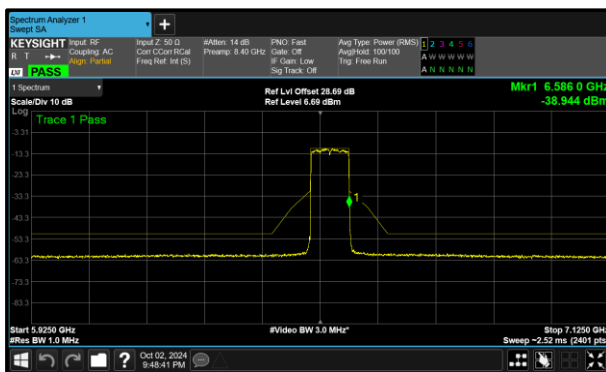 Spectrum Analyzer 1
Swept SA
KEYSIGHT Input: RF Input Z: 50 Ω #Atten: 14 dB PNO: Fast Avg Type: Power (RMS) 1 2 3 4 5 6
R T Coupling: AC Corr CCorr RCal Preamp: 8.40 GHz Gate: Off Avg|Hold: 100/100 A W W W W W
Align: Partial Freq Ref: Int (S) IF Gain: Low Trig: Free Run
LXI PASS Sig Track: Off A N N N N N
1 Spectrum Ref Lvl Offset 28.69 dB Mkr1 6.586 0 GHz
Scale/Div 10 dB Ref Level 6.69 dBm -38.944 dBm
Log Trace 1 Pass
-3.31
-13.3
-23.3
-33.3
1
-43.3
-53.3
-63.3
-73.3
-83.3
Start 5.9250 GHz #Video BW 3.0 MHz* Stop 7.1250 GHz
#Res BW 1.0 MHz Sweep ~2.52 ms (2401 pts)
? Oct 02, 2024
9:48:41 PM